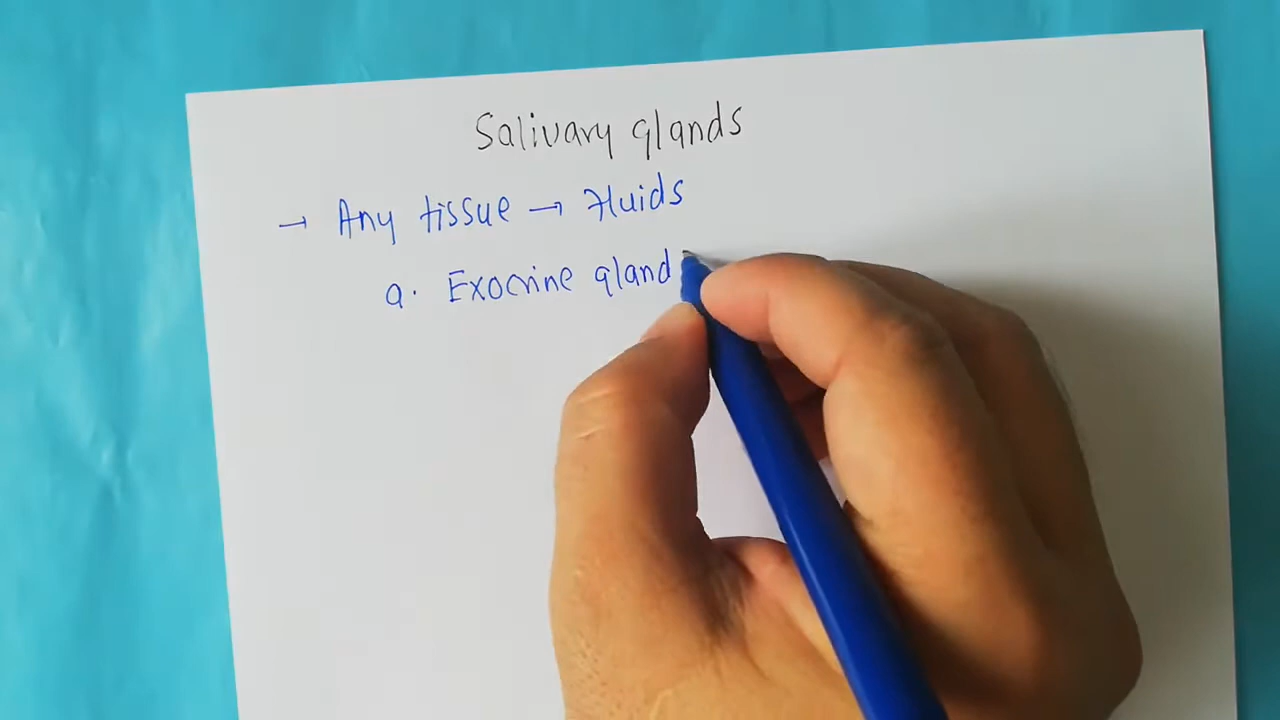 Salivary glands
→ Any tissue → Fluids
a. Exocrine gland